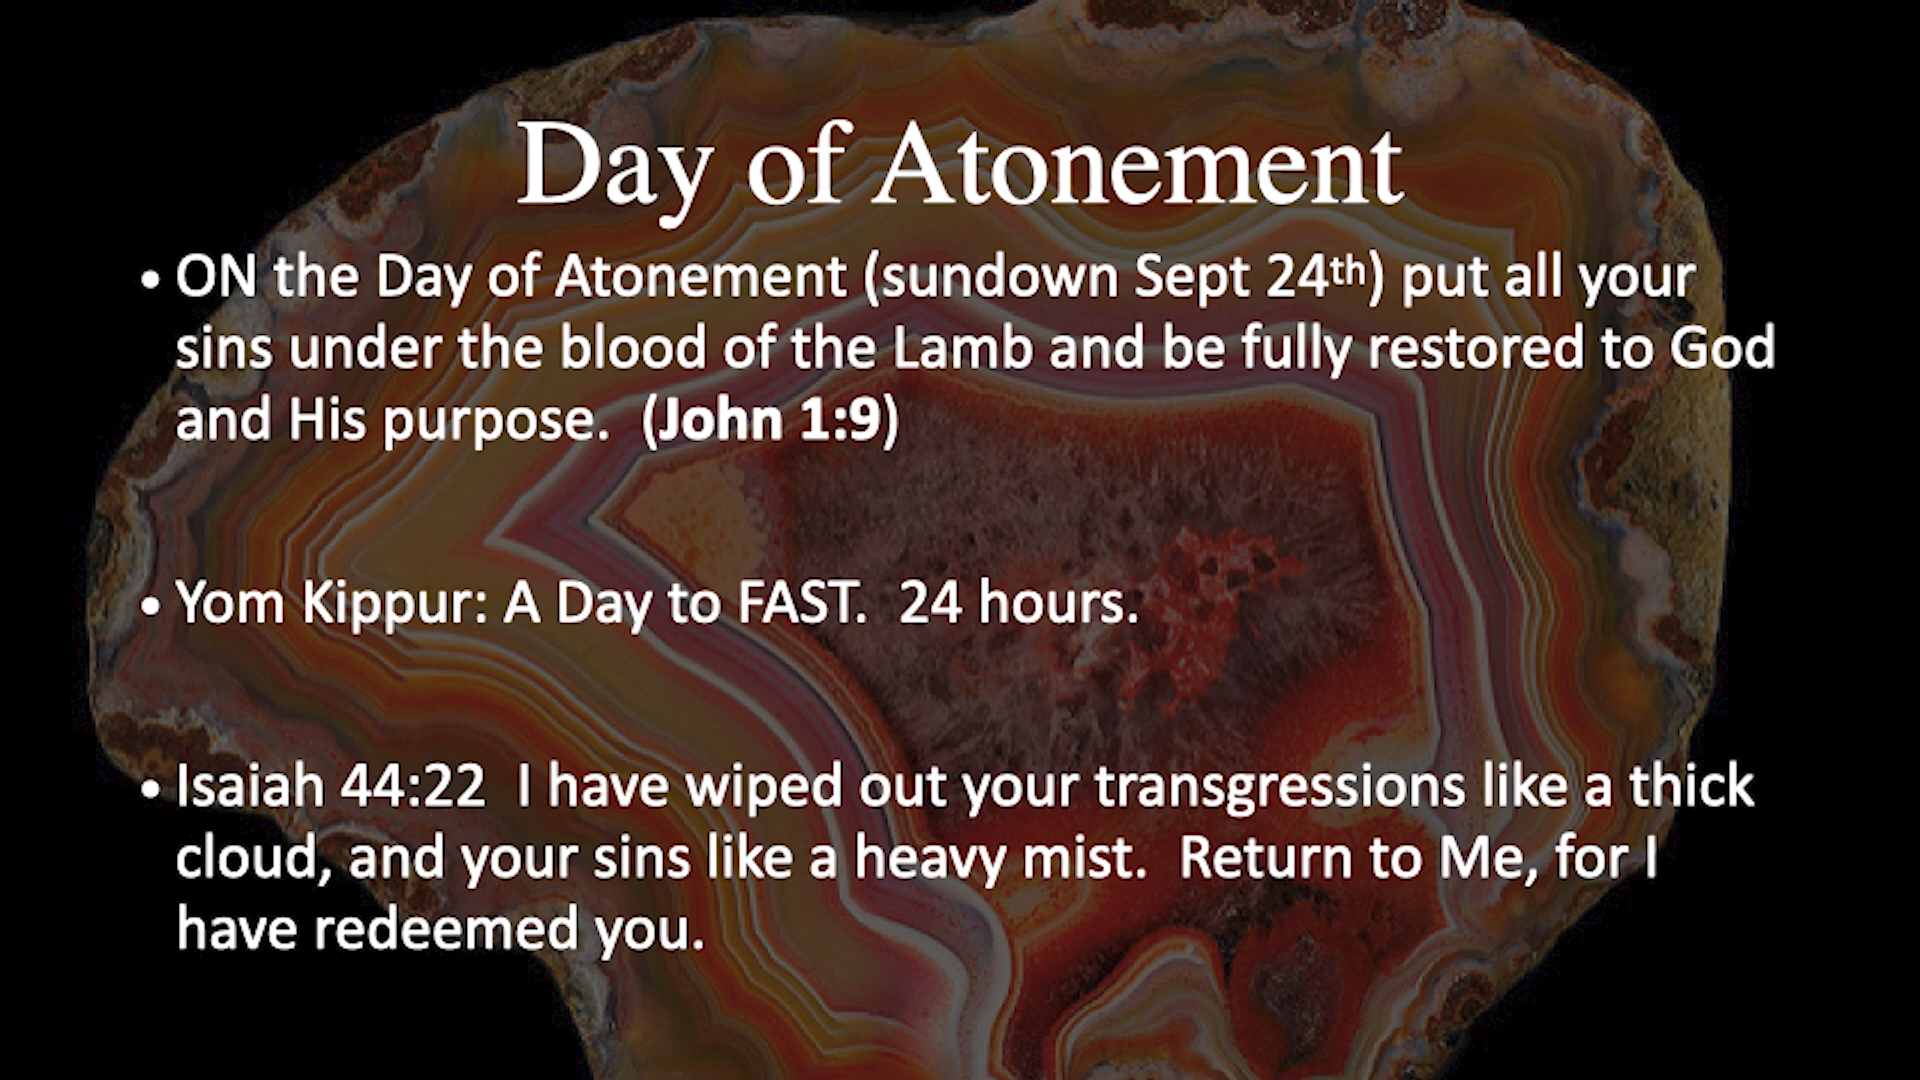 Day of Atonement
• ON the Day of Atonement (sundown Sept 24th) put all your
sins under the blood of the Lamb and be fully restored to God
and His purpose.  (John 1:9)
• Yom Kippur: A Day to FAST.  24 hours.
• Isaiah 44:22  I have wiped out your transgressions like a thick
cloud, and your sins like a heavy mist.  Return to Me, for I
have redeemed you.